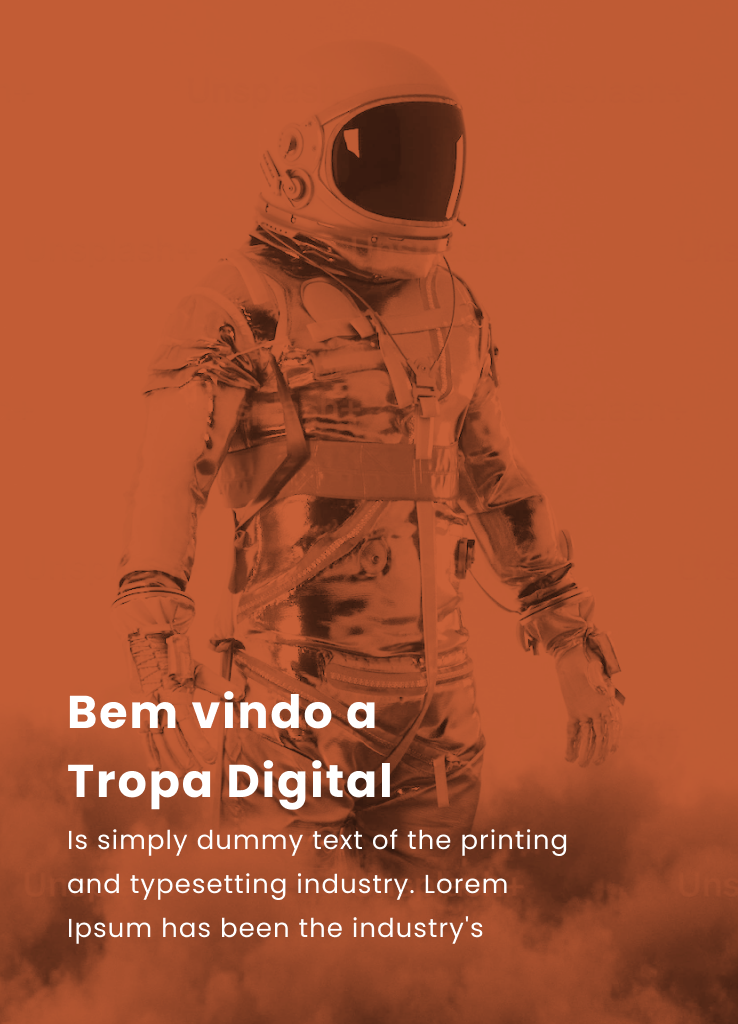 Bem vindo a
Tropa Digital
Is simply dummy text of the printing
and typesetting industry. Lorem
Ipsum has been the industry's